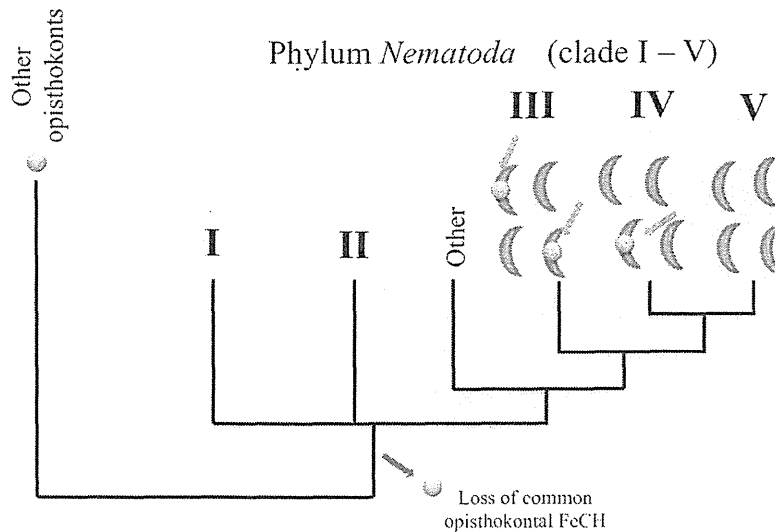 Other
opisthokonts
Phylum Nematoda (clade I – V)
III IV V
I II Other
Loss of common
opisthokontal FeCH